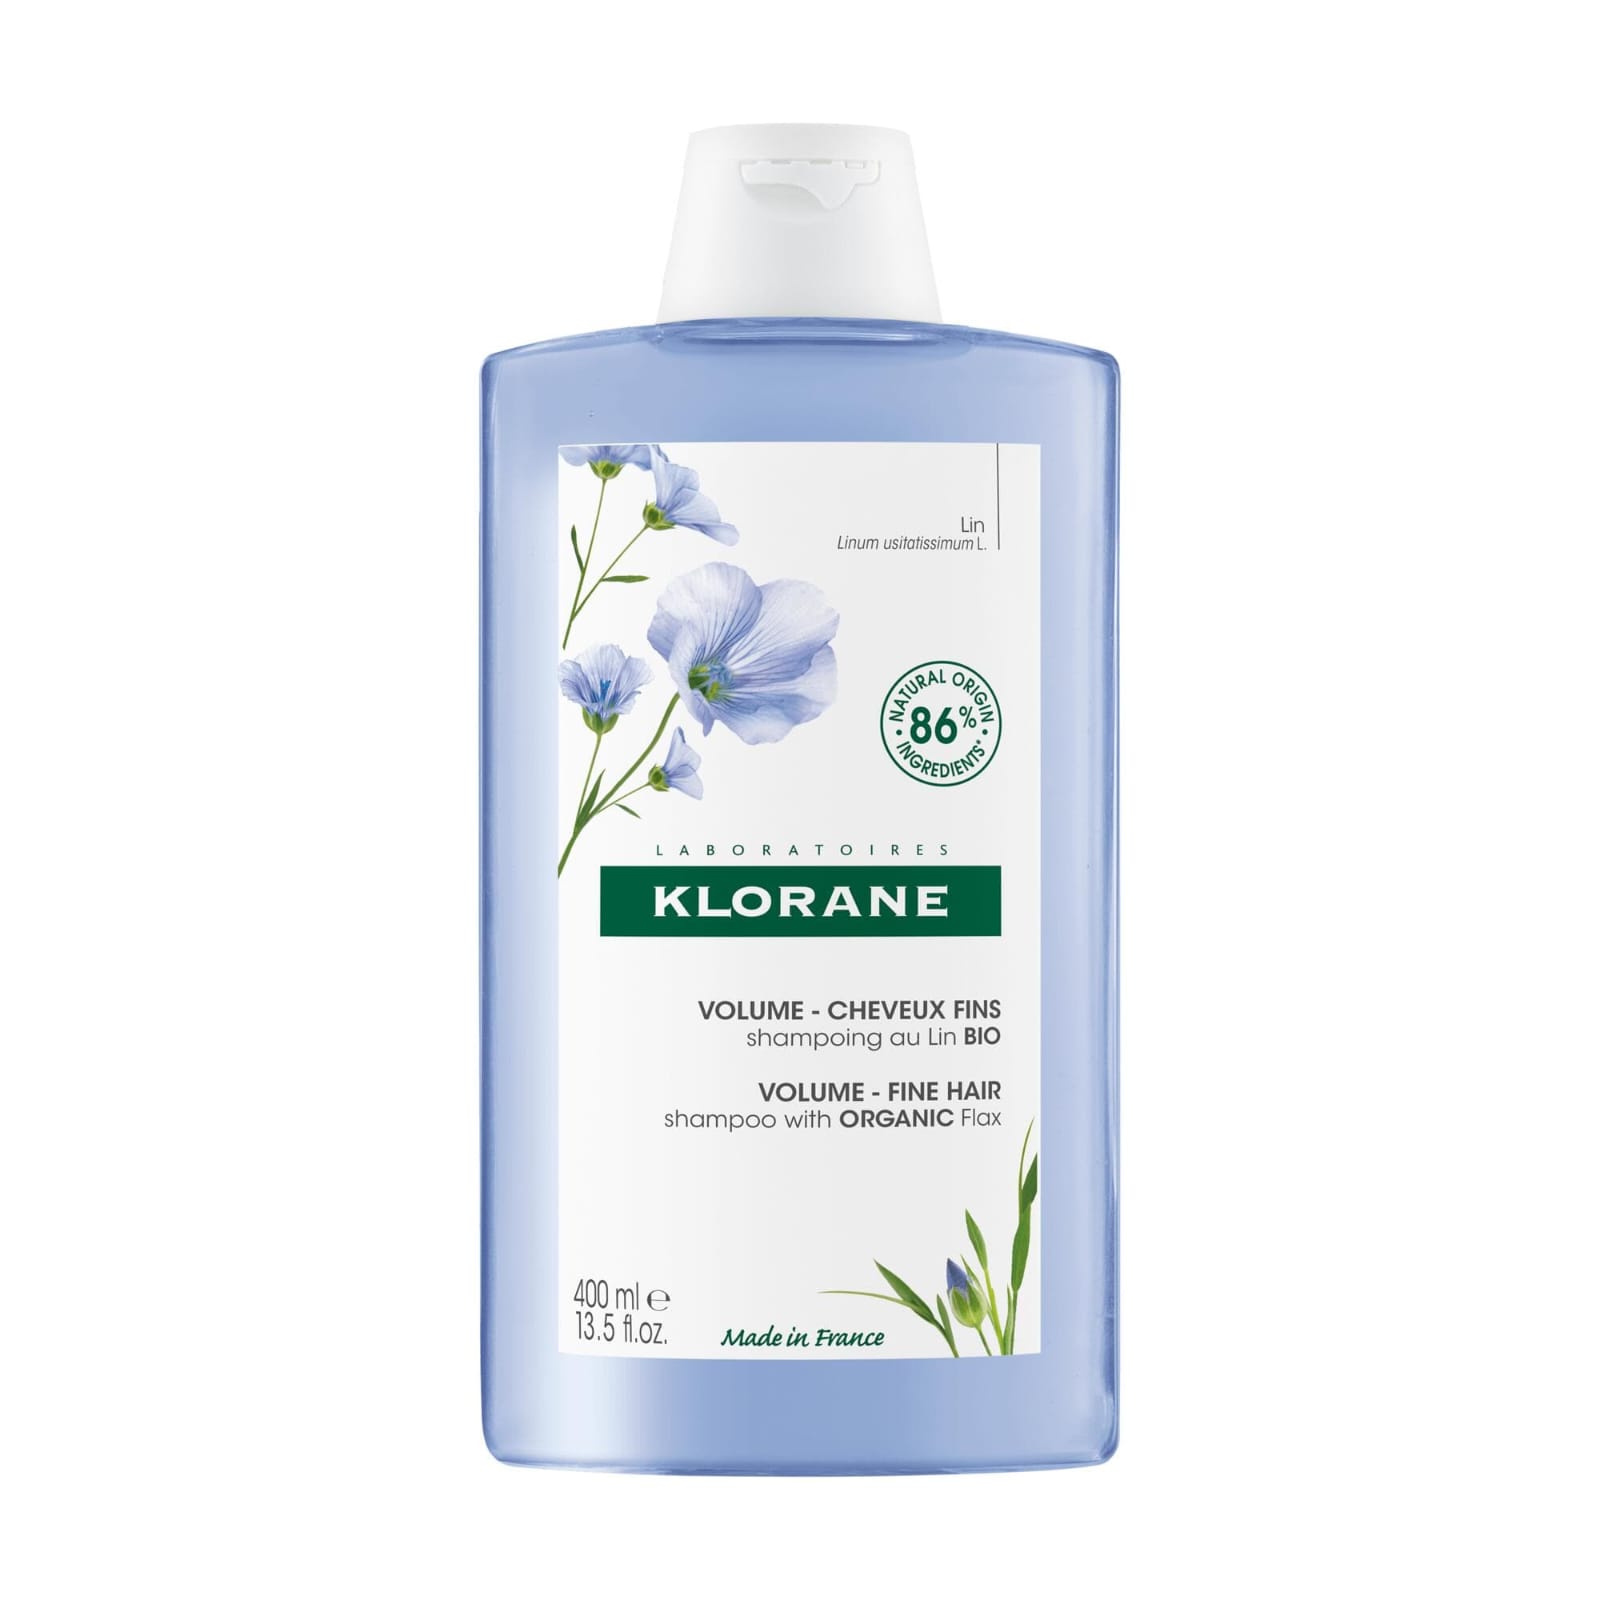 Lin
Linum usitatissimum L.
NATURAL ORIGIN
86%
INGREDIENTS*
LABORATOIRES
KLORANE
VOLUME - CHEVEUX FINS
shampoing au Lin BIO
VOLUME - FINE HAIR
shampoo with ORGANIC Flax
400 ml ℮
13.5 fl.oz.
Made in France